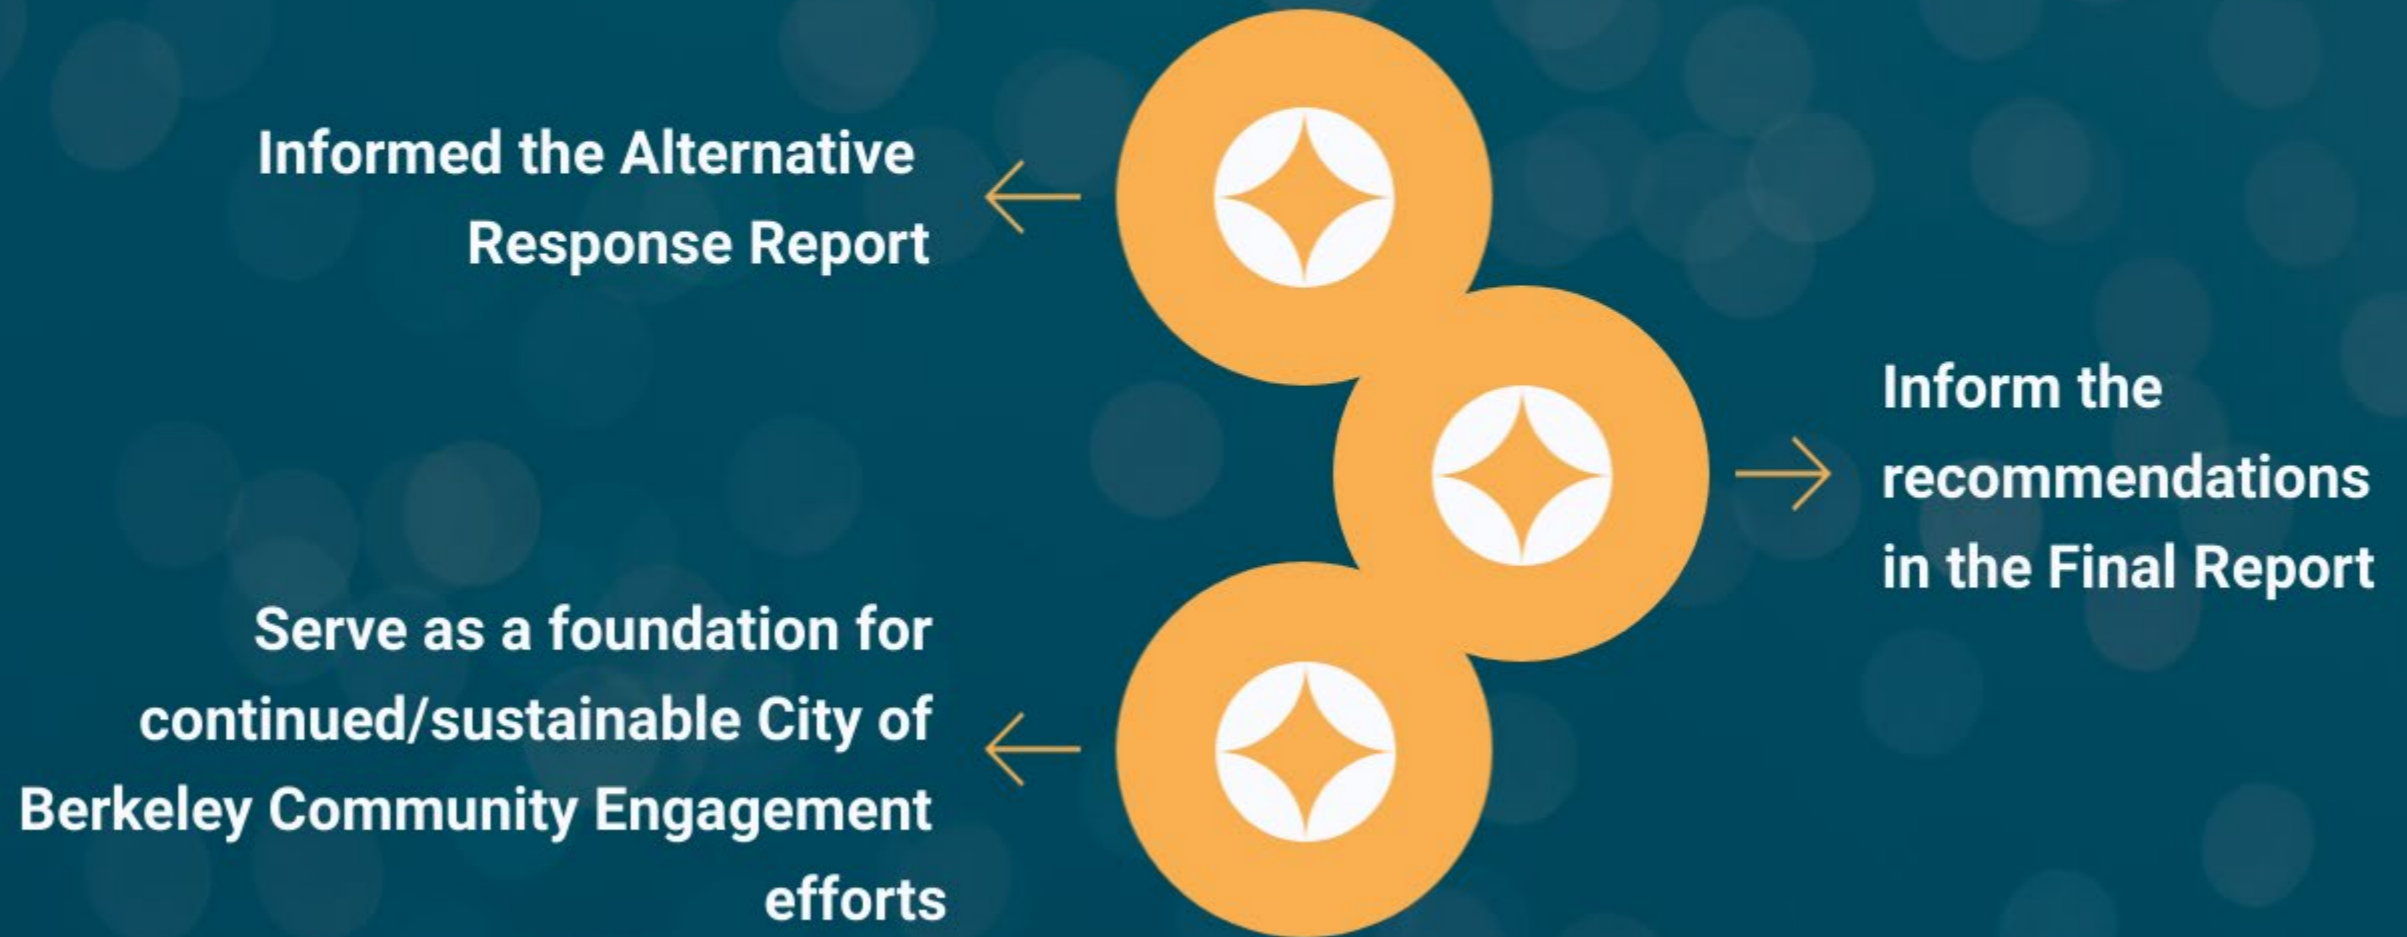 Informed the Alternative
Response Report
Inform the
recommendations
in the Final Report
Serve as a foundation for
continued/sustainable City of
Berkeley Community Engagement
efforts